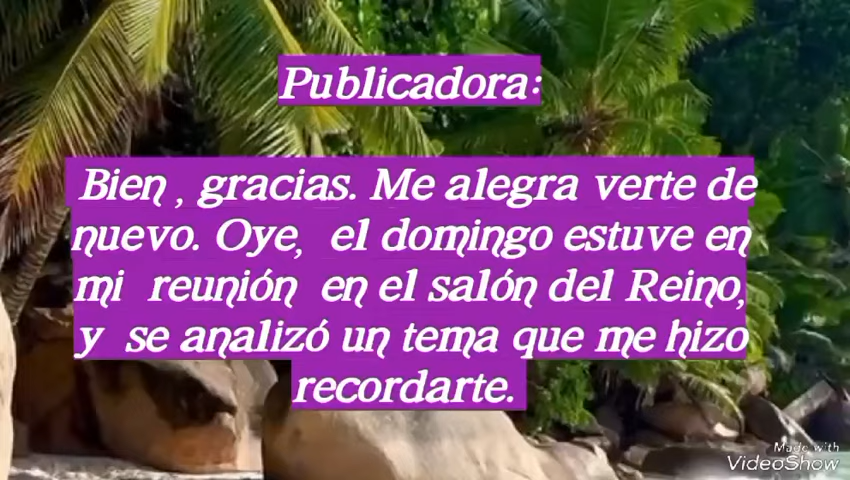 Publicadora:
Bien , gracias. Me alegra verte de
nuevo. Oye, el domingo estuve en
mi reunión en el salón del Reino,
y se analizó un tema que me hizo
recordarte.
Made with
VideoShow